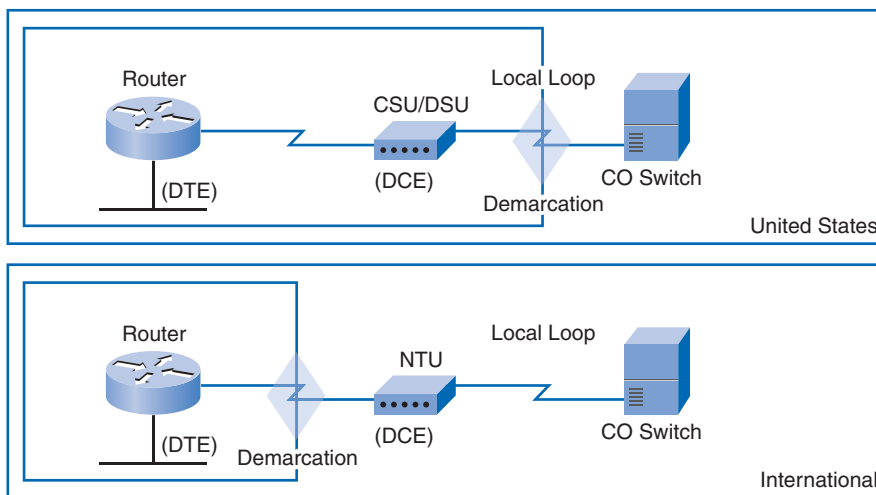 Router
CSU/DSU
Local Loop
(DTE)
(DCE)
Demarcation
CO Switch
United States
Router
NTU
Local Loop
(DTE)
Demarcation
(DCE)
CO Switch
International